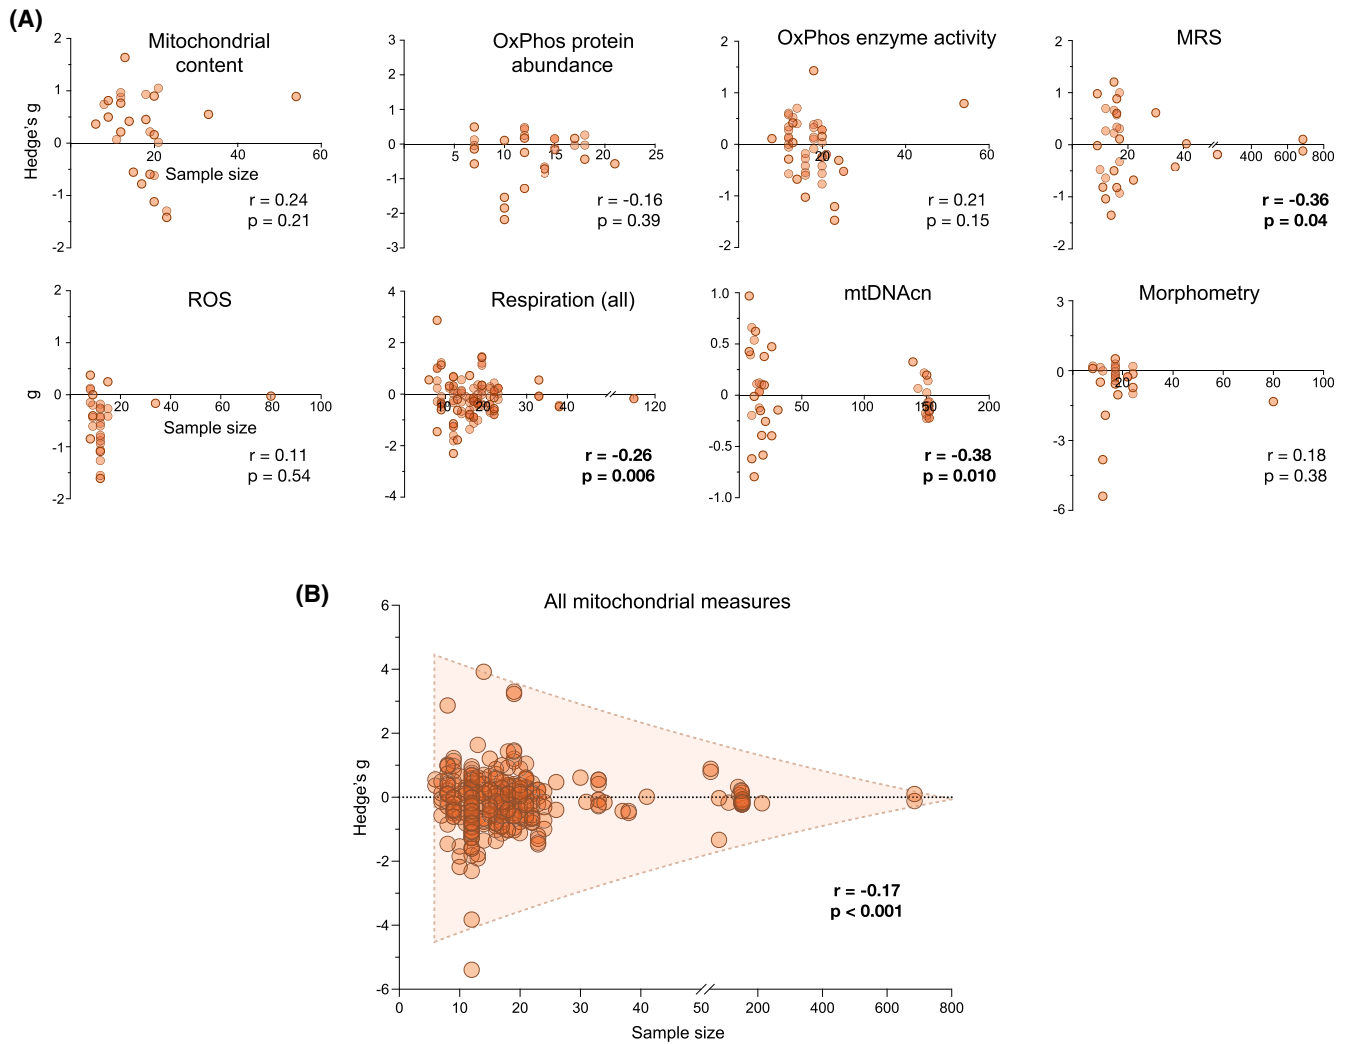 (A)
Mitochondrial
content
2
1
0
-1
-2
Hedge's g
20
40
60
Sample size
r = 0.24
p = 0.21
OxPhos protein
abundance
3
2
1
0
-1
-2
-3
5
10
15
20
25
r = -0.16
p = 0.39
OxPhos enzyme activity
2
1
0
-1
-2
20
40
60
r = 0.21
p = 0.15
MRS
2
1
0
-1
-2
20
40
400
600
800
r = -0.36
p = 0.04
ROS
2
1
0
-1
-2
g
20
40
60
80
100
Sample size
r = 0.11
p = 0.54
Respiration (all)
4
2
0
-2
-4
10
20
30
40
120
r = -0.26
p = 0.006
mtDNAcn
1.0
0.5
0
-0.5
-1.0
50
100
150
200
r = -0.38
p = 0.010
Morphometry
3
0
-3
-6
20
40
60
80
100
r = 0.18
p = 0.38
(B)
All mitochondrial measures
6
4
2
0
-2
-4
-6
Hedge's g
r = -0.17
p < 0.001
0
10
20
30
40
50
200
400
600
800
Sample size